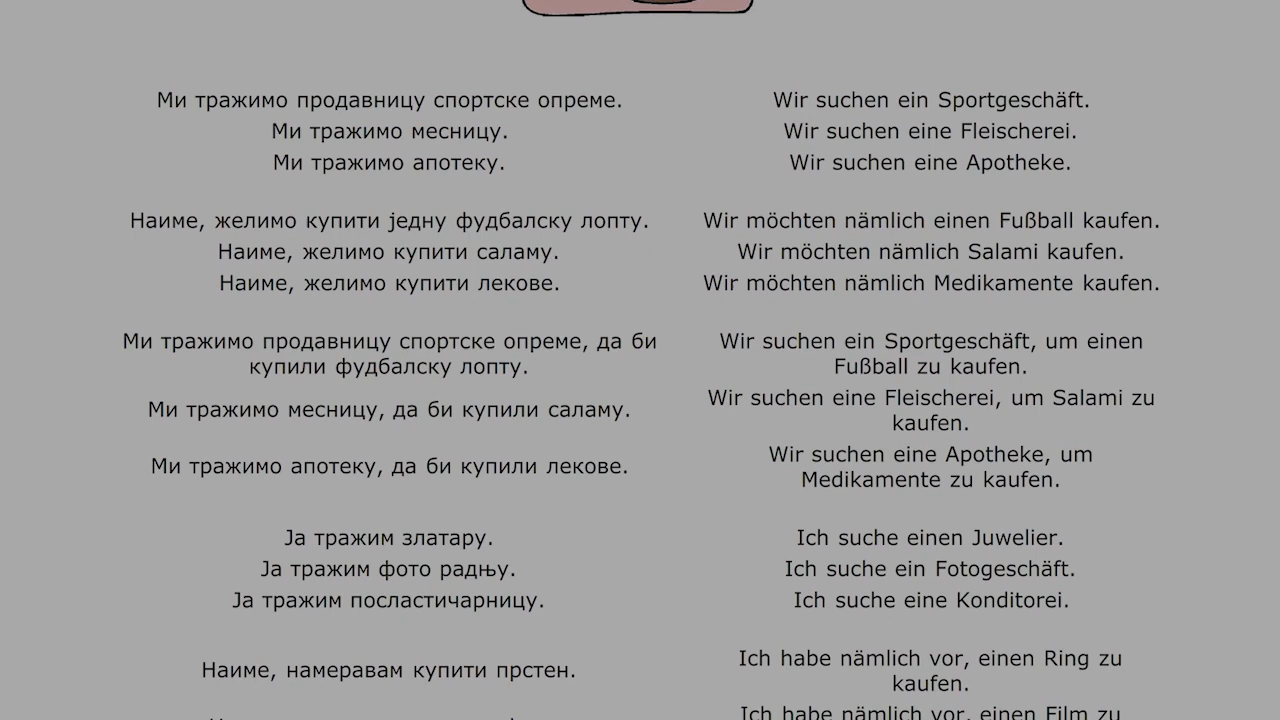 Ми тражимо продавницу спортске опреме.
Wir suchen ein Sportgeschäft.
Ми тражимо месницу.
Wir suchen eine Fleischerei.
Ми тражимо апотеку.
Wir suchen eine Apotheke.
Наиме, желимо купити једну фудбалску лопту.
Wir möchten nämlich einen Fußball kaufen.
Наиме, желимо купити саламу.
Wir möchten nämlich Salami kaufen.
Наиме, желимо купити лекове.
Wir möchten nämlich Medikamente kaufen.
Ми тражимо продавницу спортске опреме, да би
купили фудбалску лопту.
Wir suchen ein Sportgeschäft, um einen
Fußball zu kaufen.
Ми тражимо месницу, да би купили саламу.
Wir suchen eine Fleischerei, um Salami zu
kaufen.
Ми тражимо апотеку, да би купили лекове.
Wir suchen eine Apotheke, um
Medikamente zu kaufen.
Ја тражим златару.
Ich suche einen Juwelier.
Ја тражим фото радњу.
Ich suche ein Fotogeschäft.
Ја тражим посластичарницу.
Ich suche eine Konditorei.
Наиме, намеравам купити прстен.
Ich habe nämlich vor, einen Ring zu
kaufen.
Ich habe nämlich vor, einen Film zu